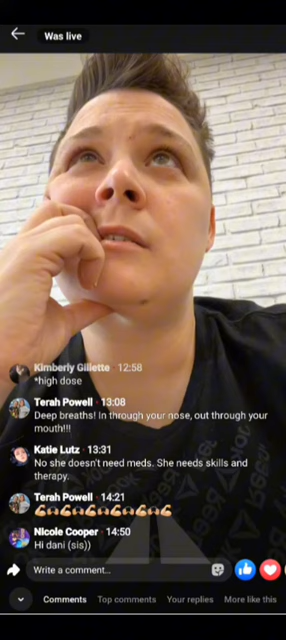 Was live
Kimberly Gillette · 12:58
*high dose
Terah Powell · 13:08
Deep breaths! In through your nose, out through your
mouth!!!
Katie Lutz · 13:31
No she doesn't need meds. She needs skills and
therapy.
Terah Powell · 14:21
Nicole Cooper · 14:50
Hi dani (sis))
Write a comment...
Comments Top comments Your replies More like this